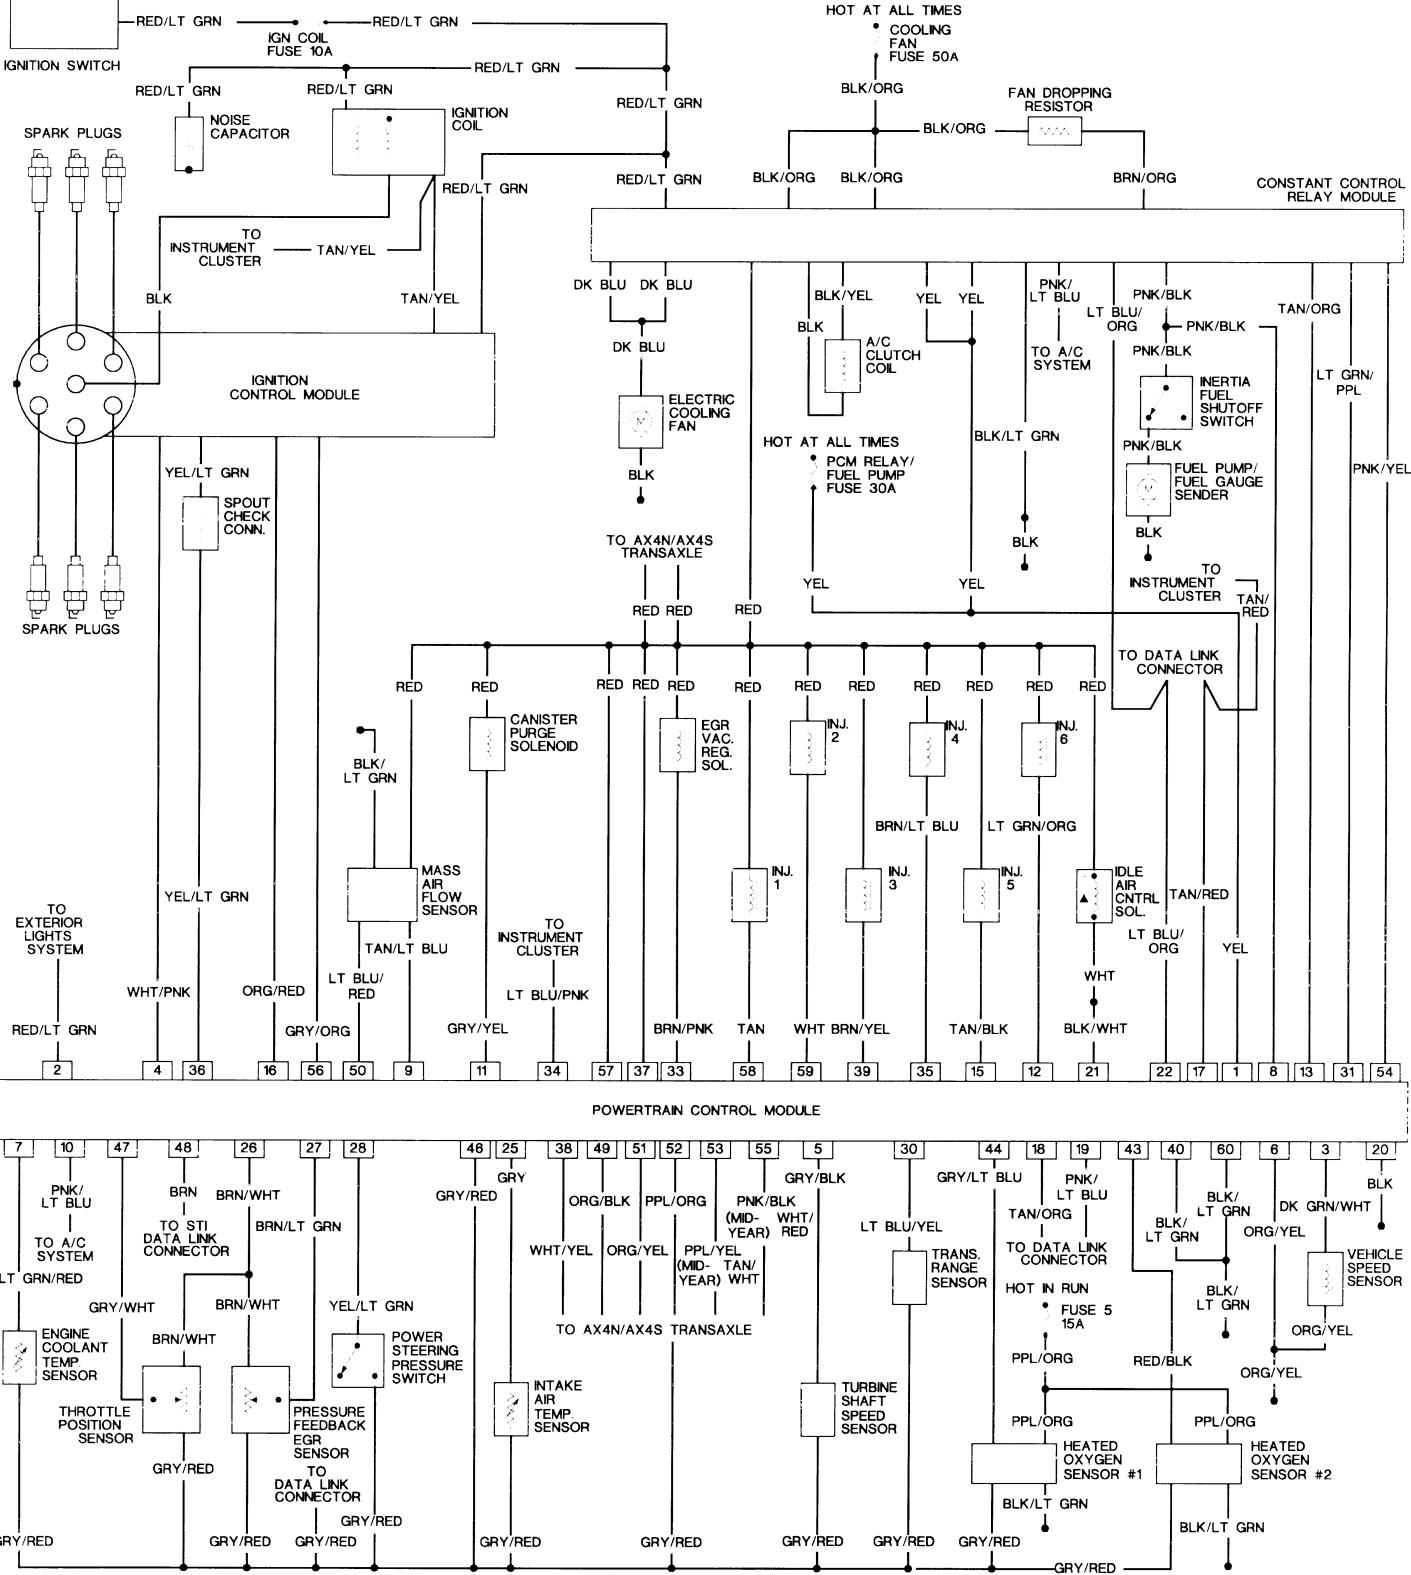 RED/LT GRN
RED/LT GRN
IGN COIL
FUSE 10A
IGNITION SWITCH
HOT AT ALL TIMES
COOLING
FAN
FUSE 50A
RED/LT GRN
RED/LT GRN
RED/LT GRN
RED/LT GRN
BLK/ORG
FAN DROPPING
RESISTOR
NOISE
CAPACITOR
IGNITION
COIL
SPARK PLUGS
BLK/ORG
RED/LT GRN
RED/LT GRN
BLK/ORG
BLK/ORG
BRN/ORG
CONSTANT CONTROL
RELAY MODULE
TO
INSTRUMENT
CLUSTER
TAN/YEL
BLK
TAN/YEL
DK BLU
DK BLU
BLK/YEL
YEL
YEL
PNK/
LT BLU
LT BLU/
ORG
PNK/BLK
TAN/ORG
BLK
PNK/BLK
DK BLU
A/C
CLUTCH
COIL
TO A/C
SYSTEM
PNK/BLK
LT GRN/
PPL
IGNITION
CONTROL MODULE
ELECTRIC
COOLING
FAN
M
INERTIA
FUEL
SHUTOFF
SWITCH
HOT AT ALL TIMES
BLK/LT GRN
PNK/BLK
PCM RELAY/
FUEL PUMP
FUSE 30A
YEL/LT GRN
BLK
FUEL PUMP/
FUEL GAUGE
SENDER
M
PNK/YEL
SPOUT
CHECK
CONN.
TO AX4N/AX4S
TRANSAXLE
BLK
BLK
TO
INSTRUMENT
CLUSTER
YEL
YEL
TAN/
RED
RED
RED
RED
SPARK PLUGS
TO DATA LINK
CONNECTOR
RED
RED
RED
RED
RED
RED
RED
RED
RED
RED
RED
RED
CANISTER
PURGE
SOLENOID
EGR
VAC.
REG.
SOL.
INJ.
2
INJ.
4
INJ.
6
BLK/
LT GRN
BRN/LT BLU
LT GRN/ORG
MASS
AIR
FLOW
SENSOR
INJ.
1
INJ.
3
INJ.
5
IDLE
AIR
CNTRL
SOL.
YEL/LT GRN
TAN/RED
TO
EXTERIOR
LIGHTS
SYSTEM
TAN/LT BLU
TO
INSTRUMENT
CLUSTER
LT BLU/
ORG
YEL
LT BLU/
RED
WHT
WHT/PNK
ORG/RED
LT BLU/PNK
RED/LT GRN
GRY/ORG
GRY/YEL
BRN/PNK
TAN
WHT
BRN/YEL
TAN/BLK
BLK/WHT
2
4
36
16
56
50
9
11
34
57
37
33
58
59
39
35
15
12
21
22
17
1
8
13
31
54
POWERTRAIN CONTROL MODULE
7
10
47
48
26
27
28
46
25
38
49
51
52
53
55
5
30
44
18
19
43
40
60
6
3
20
PNK/
LT BLU
BRN
BRN/WHT
GRY/RED
GRY
ORG/BLK
PPL/ORG
PNK/BLK
(MID-
YEAR)
WHT/
RED
GRY/BLK
GRY/LT BLU
TAN/ORG
PNK/
LT BLU
BLK/
LT GRN
BLK/
LT GRN
DK GRN/WHT
BLK
TO A/C
SYSTEM
TO STI
DATA LINK
CONNECTOR
BRN/LT GRN
LT BLU/YEL
ORG/YEL
WHT/YEL
ORG/YEL
PPL/YEL
(MID-
YEAR)
TAN/
WHT
TRANS.
RANGE
SENSOR
TO DATA LINK
CONNECTOR
VEHICLE
SPEED
SENSOR
LT GRN/RED
GRY/WHT
BRN/WHT
YEL/LT GRN
HOT IN RUN
FUSE 5
15A
BLK/
LT GRN
TO AX4N/AX4S TRANSAXLE
ORG/YEL
ENGINE
COOLANT
TEMP.
SENSOR
BRN/WHT
POWER
STEERING
PRESSURE
SWITCH
PPL/ORG
RED/BLK
ORG/YEL
THROTTLE
POSITION
SENSOR
PRESSURE
FEEDBACK
EGR
SENSOR
INTAKE
AIR
TEMP.
SENSOR
TURBINE
SHAFT
SPEED
SENSOR
PPL/ORG
PPL/ORG
GRY/RED
TO
DATA LINK
CONNECTOR
HEATED
OXYGEN
SENSOR #1
HEATED
OXYGEN
SENSOR #2
BLK/LT GRN
GRY/RED
BLK/LT GRN
GRY/RED
GRY/RED
GRY/RED
GRY/RED
GRY/RED
GRY/RED
GRY/RED
GRY/RED
GRY/RED